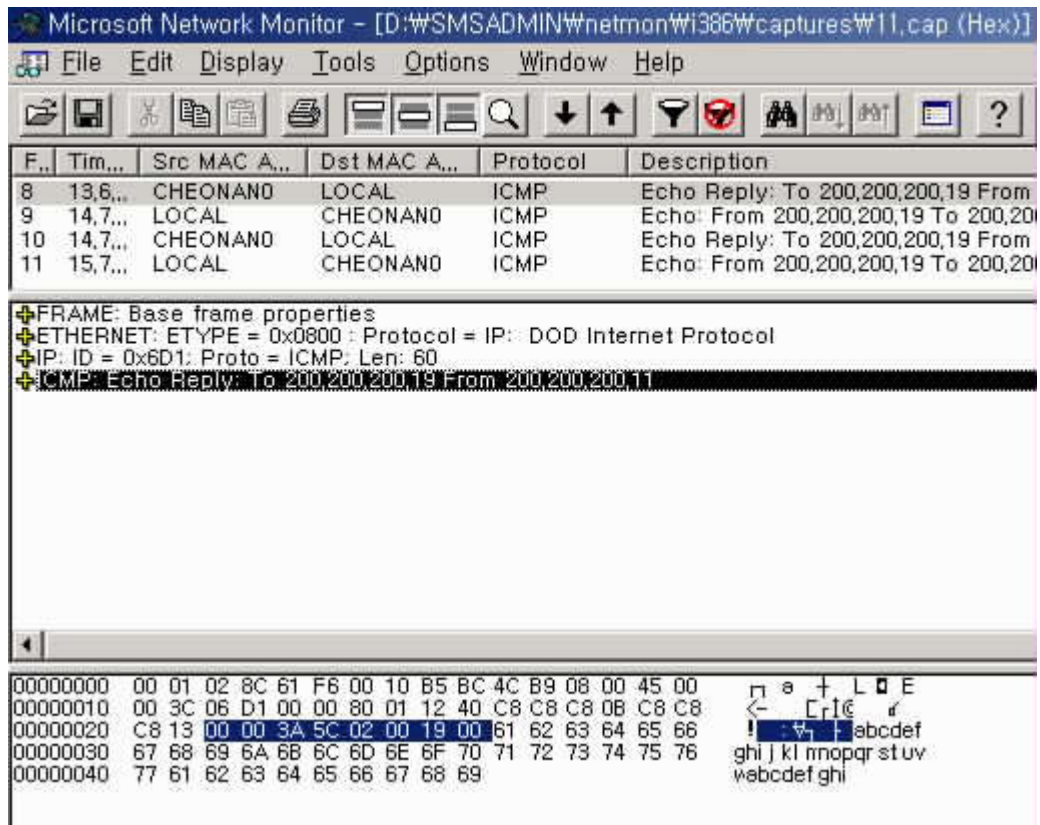 Microsoft Network Monitor - [D:₩SMSADMIN₩netmon₩i386₩captures₩11.cap (Hex)]
File Edit Display Tools Options Window Help
F... Tim... Src MAC A... Dst MAC A... Protocol Description
8 13,6... CHEONAN0 LOCAL ICMP Echo Reply: To 200,200,200,19 From
9 14,7... LOCAL CHEONAN0 ICMP Echo: From 200,200,200,19 To 200,20
10 14,7... CHEONAN0 LOCAL ICMP Echo Reply: To 200,200,200,19 From
11 15,7... LOCAL CHEONAN0 ICMP Echo: From 200,200,200,19 To 200,20
FRAME: Base frame properties
ETHERNET: ETYPE = 0x0800 : Protocol = IP: DOD Internet Protocol
IP: ID = 0x6D1; Proto = ICMP; Len: 60
ICMP: Echo Reply: To 200,200,200,19 From 200,200,200,11
00000000 00 01 02 8C 61 F6 00 10 B5 BC 4C B9 08 00 45 00
00000010 00 3C 06 D1 00 00 80 01 12 40 C8 C8 C8 0B C8 C8
00000020 C8 13 00 00 3A 5C 02 00 19 00 61 62 63 64 65 66 abcdef
00000030 67 68 69 6A 6B 6C 6D 6E 6F 70 71 72 73 74 75 76 ghijklmnopqrstuv
00000040 77 61 62 63 64 65 66 67 68 69 wabcdefghi